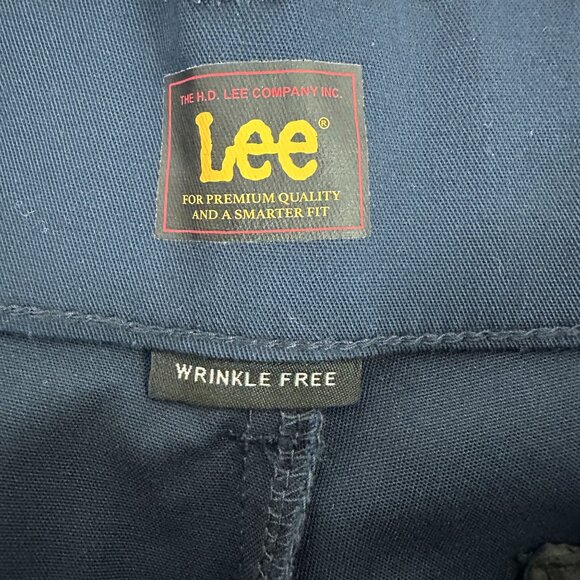 THE H.D. LEE COMPANY INC.
Lee®
FOR PREMIUM QUALITY
AND A SMARTER FIT
WRINKLE FREE